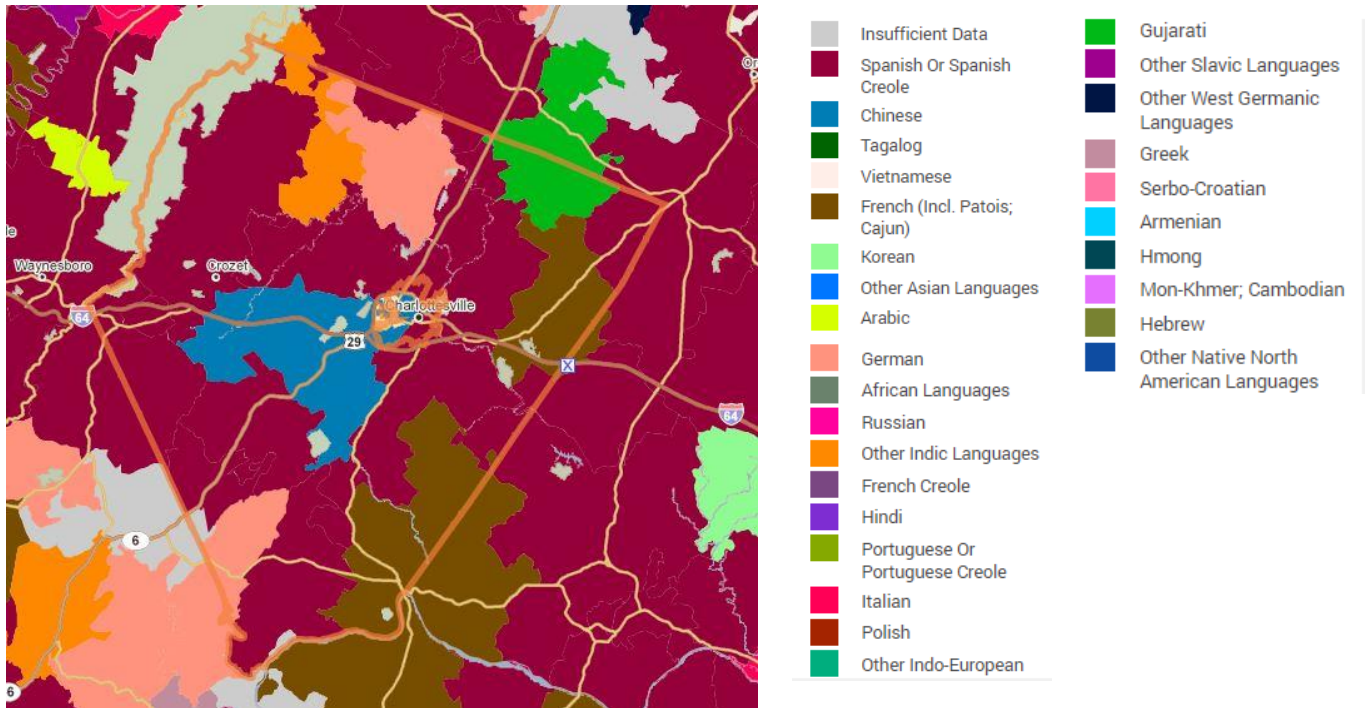 Or
le
Waynesboro
Crozet
Charlottesville
64
29
X
64
6
6
Insufficient Data
Spanish Or Spanish
Creole
Chinese
Tagalog
Vietnamese
French (Incl. Patois;
Cajun)
Korean
Other Asian Languages
Arabic
German
African Languages
Russian
Other Indic Languages
French Creole
Hindi
Portuguese Or
Portuguese Creole
Italian
Polish
Other Indo-European
Gujarati
Other Slavic Languages
Other West Germanic
Languages
Greek
Serbo-Croatian
Armenian
Hmong
Mon-Khmer; Cambodian
Hebrew
Other Native North
American Languages